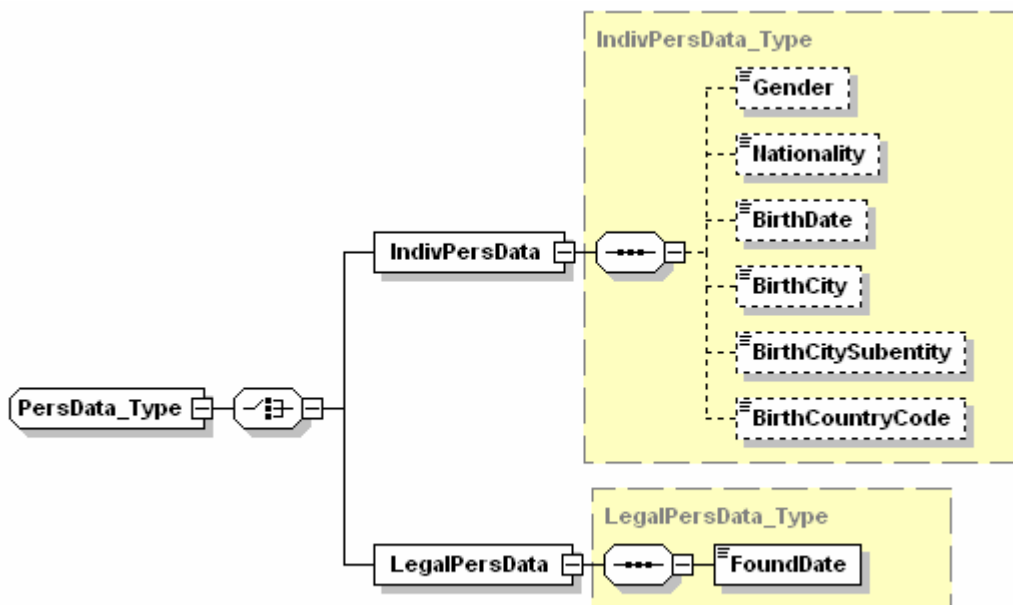 IndivPersData_Type
Gender
Nationality
BirthDate
IndivPersData
BirthCity
BirthCitySubentity
PersData_Type
BirthCountryCode
LegalPersData_Type
LegalPersData
FoundDate